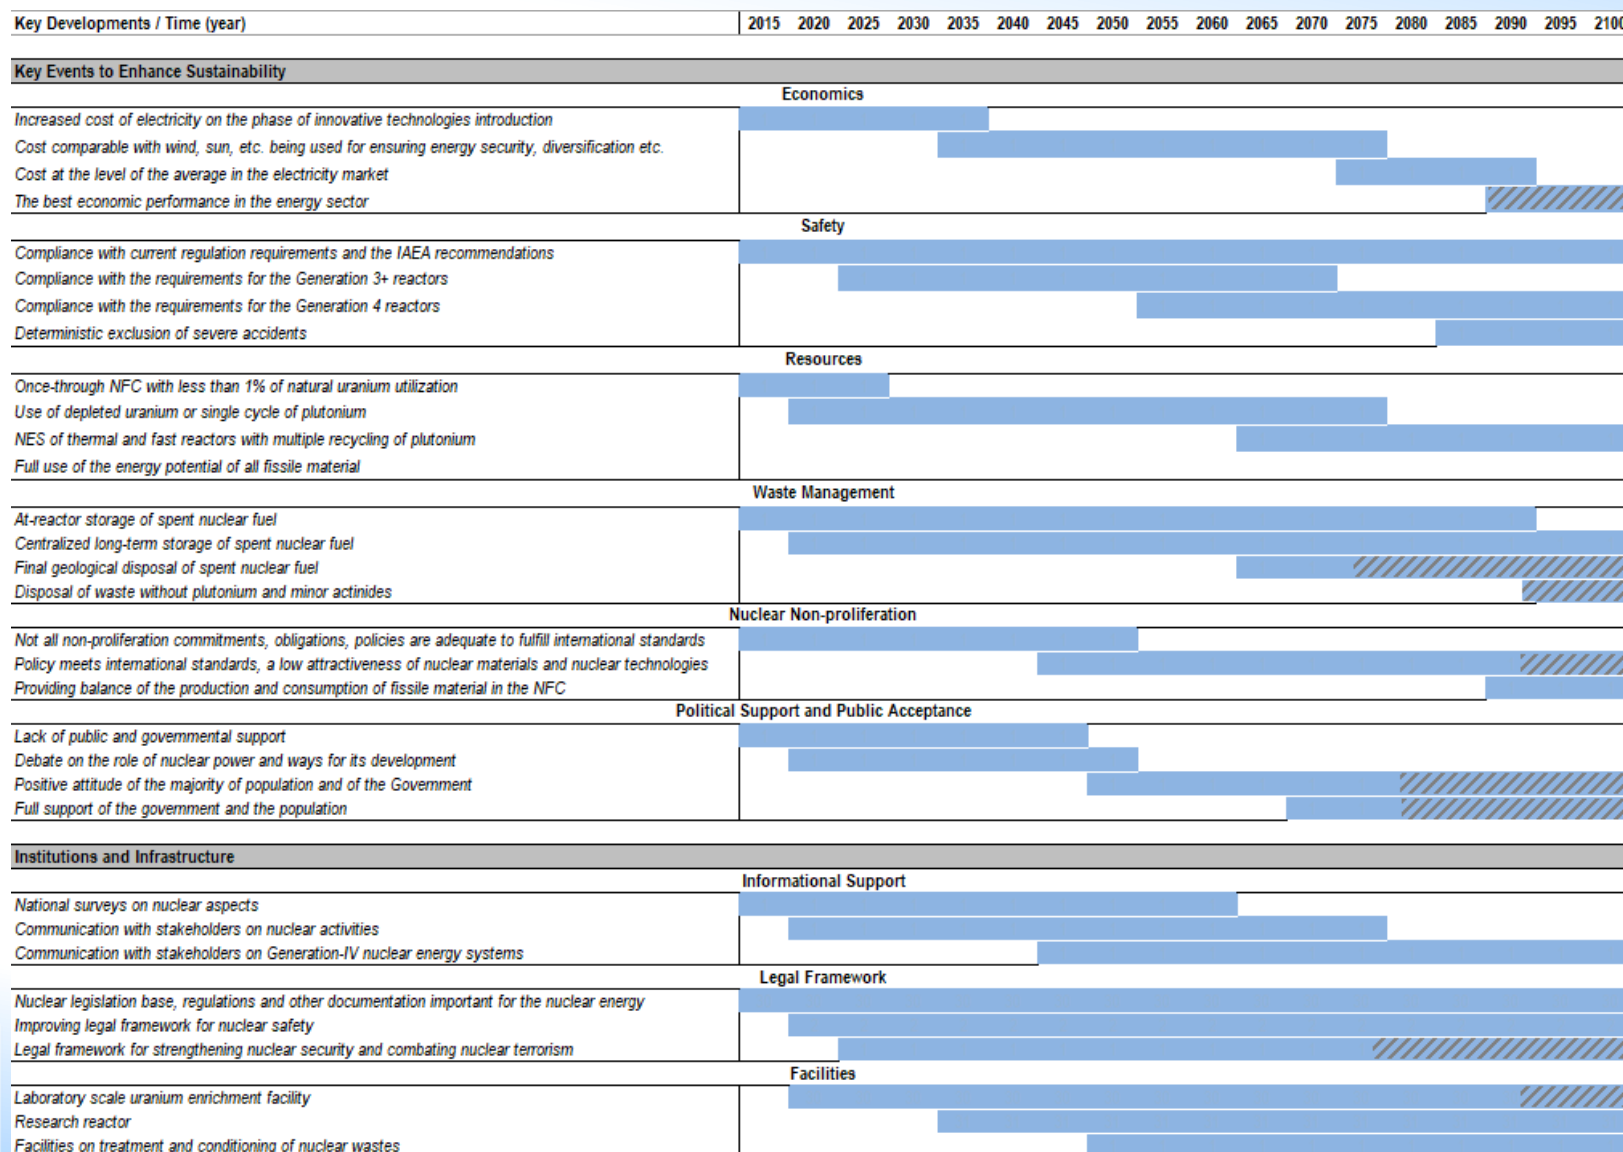 Key Developments / Time (year) 2015 2020 2025 2030 2035 2040 2045 2050 2055 2060 2065 2070 2075 2080 2085 2090 2095 2100
Key Events to Enhance Sustainability
Economics
Increased cost of electricity on the phase of innovative technologies introduction
Cost comparable with wind, sun, etc. being used for ensuring energy security, diversification etc.
Cost at the level of the average in the electricity market
The best economic performance in the energy sector
Safety
Compliance with current regulation requirements and the IAEA recommendations
Compliance with the requirements for the Generation 3+ reactors
Compliance with the requirements for the Generation 4 reactors
Deterministic exclusion of severe accidents
Resources
Once-through NFC with less than 1% of natural uranium utilization
Use of depleted uranium or single cycle of plutonium
NES of thermal and fast reactors with multiple recycling of plutonium
Full use of the energy potential of all fissile material
Waste Management
At-reactor storage of spent nuclear fuel
Centralized long-term storage of spent nuclear fuel
Final geological disposal of spent nuclear fuel
Disposal of waste without plutonium and minor actinides
Nuclear Non-proliferation
Not all non-proliferation commitments, obligations, policies are adequate to fulfill international standards
Policy meets international standards, a low attractiveness of nuclear materials and nuclear technologies
Providing balance of the production and consumption of fissile material in the NFC
Political Support and Public Acceptance
Lack of public and governmental support
Debate on the role of nuclear power and ways for its development
Positive attitude of the majority of population and of the Government
Full support of the government and the population
Institutions and Infrastructure
Informational Support
National surveys on nuclear aspects
Communication with stakeholders on nuclear activities
Communication with stakeholders on Generation-IV nuclear energy systems
Legal Framework
Nuclear legislation base, regulations and other documentation important for the nuclear energy
Improving legal framework for nuclear safety
Legal framework for strengthening nuclear security and combating nuclear terrorism
Facilities
Laboratory scale uranium enrichment facility
Research reactor
Facilities on treatment and conditioning of nuclear wastes